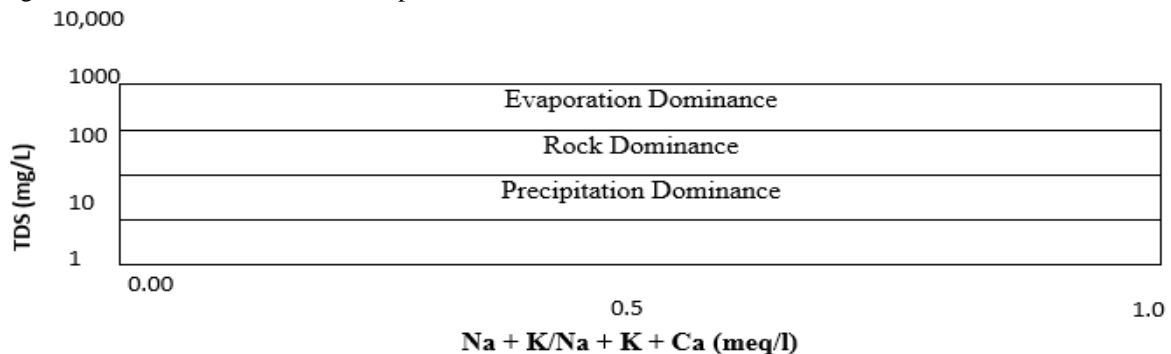 10,000
1000
Evaporation Dominance
100
Rock Dominance
Precipitation Dominance
10
1
TDS (mg/L)
0.00
0.5
1.0
Na + K/Na + K + Ca (meq/l)